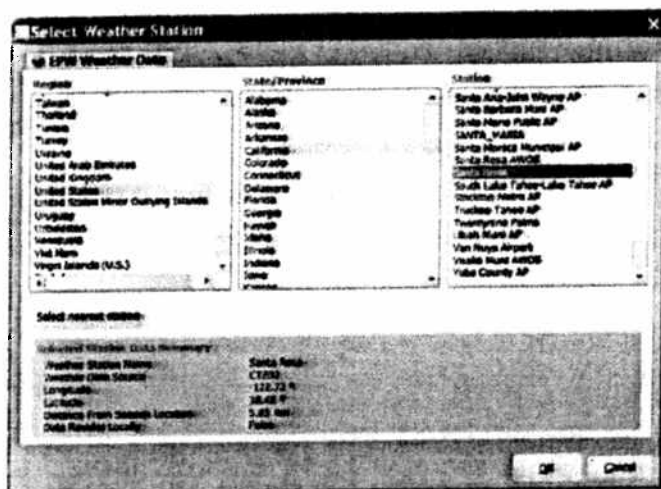 Select Weather Station
EPW Weather Data
Region
Taiwan
Thailand
Tunisia
Turkey
Ukraine
United Arab Emirates
United Kingdom
United States
United States Minor Outlying Islands
Uruguay
Uzbekistan
Venezuela
Viet Nam
Virgin Islands (U.S.)
State/Province
Alabama
Alaska
Arizona
Arkansas
California
Colorado
Connecticut
Delaware
Florida
Georgia
Hawaii
Idaho
Illinois
Indiana
Iowa
Kansas
Station
Santa Ana-John Wayne AP
Santa Barbara Muni AP
Santa Maria Public AP
SANTA_MARIA
Santa Monica Municipal AP
Santa Rosa AWOS
Santa Rosa
South Lake Tahoe-Lake Tahoe AP
Stockton Metro AP
Truckee Tahoe AP
Twentynine Palms
Ukiah Muni AP
Van Nuys Airport
Visalia Muni AWOS
Yuba County AP
Select nearest station
Selected Station Data Summary
Weather Station Name Santa Rosa
Weather Data Source CTZ02
Longitude
Latitude
Distance From
Data Resides Locally False
OK Cancel